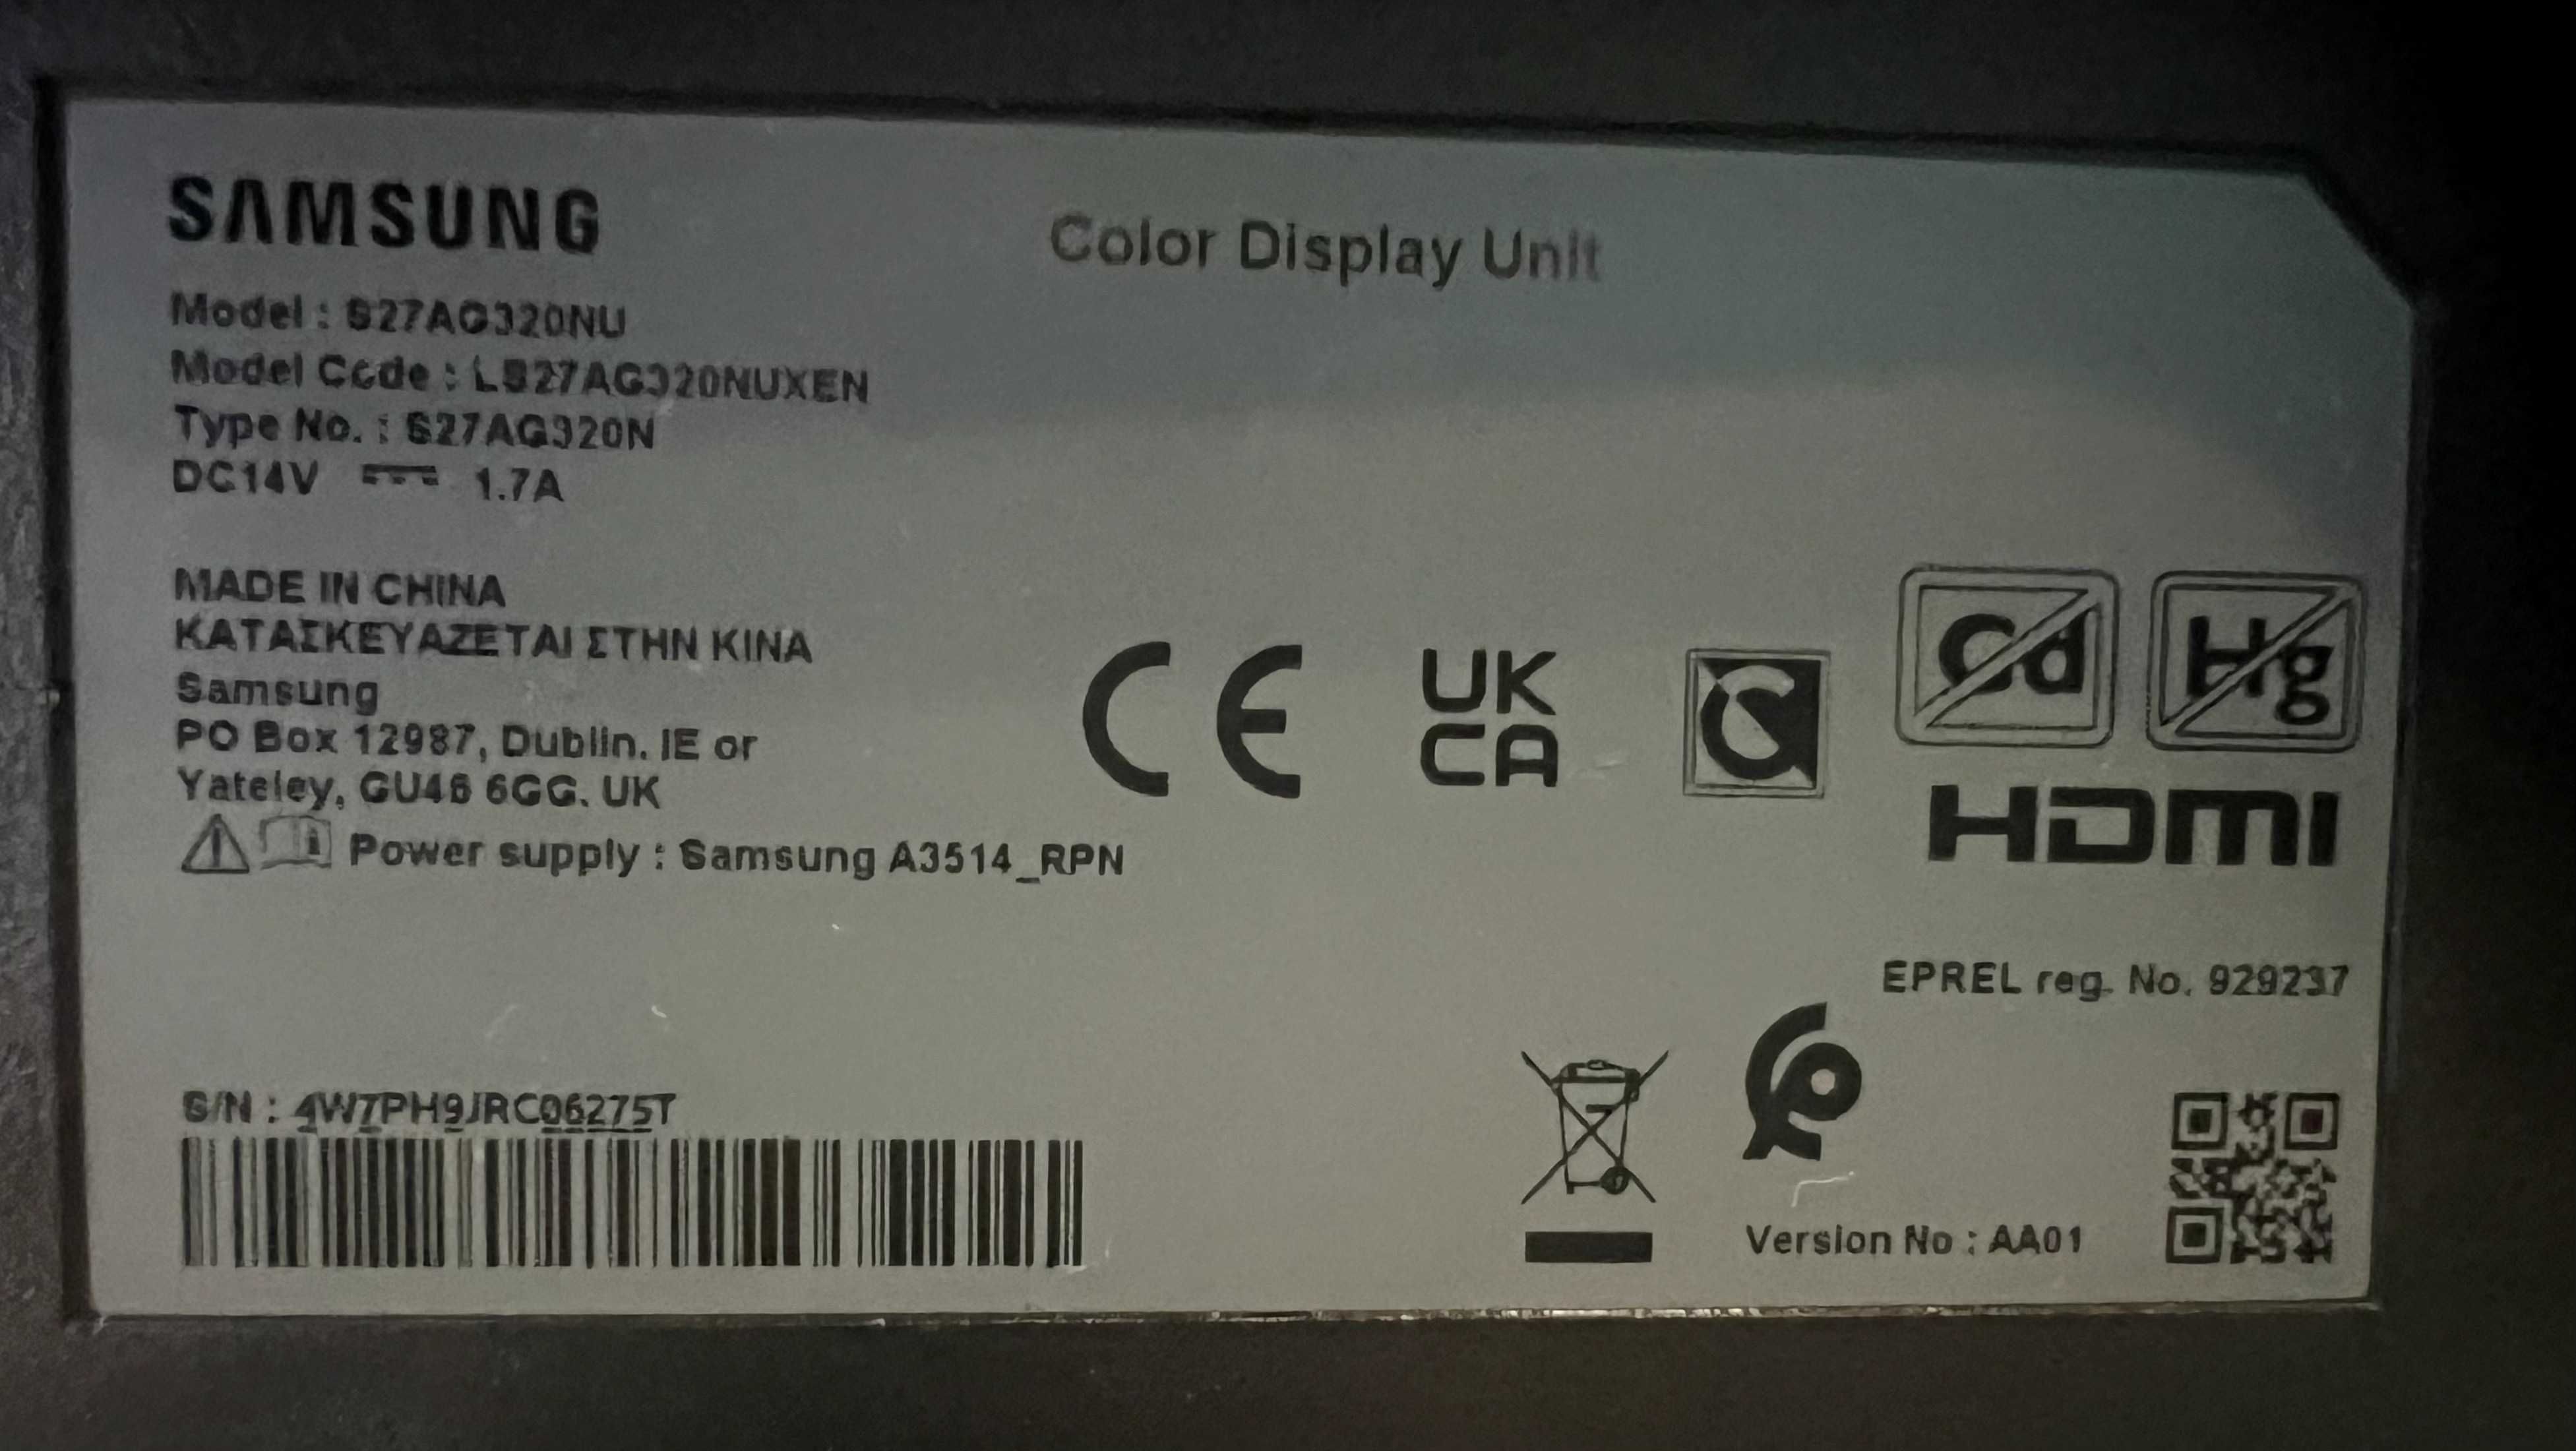 SAMSUNG
Color Display Unit
Model : S27AG320NU
Model Code : LS27AG320NUXEN
Type No. : S27AG320N
DC14V ⎓ 1.7A
MADE IN CHINA
ΚΑΤΑΣΚΕΥΑΖΕΤΑΙ ΣΤΗΝ ΚΙΝΑ
Samsung
PO Box 12987, Dublin. IE or
Yateley, GU46 6GG. UK
Power supply : Samsung A3514_RPN
CE
UK
CA
Cd
Hg
HDMI
EPREL reg. No. 929237
S/N : 4W7PH9JRC06275T
Version No : AA01